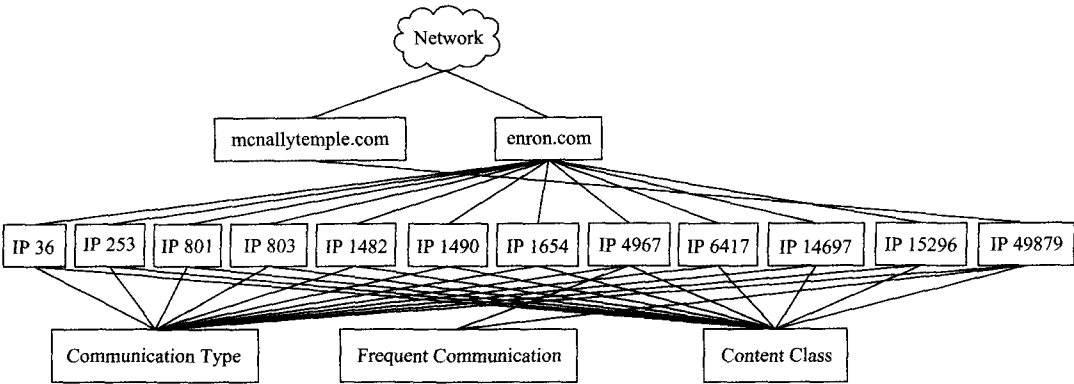 Network
mcnallytemple.com
enron.com
IP 36
IP 253
IP 801
IP 803
IP 1482
IP 1490
IP 1654
IP 4967
IP 6417
IP 14697
IP 15296
IP 49879
Communication Type
Frequent Communication
Content Class